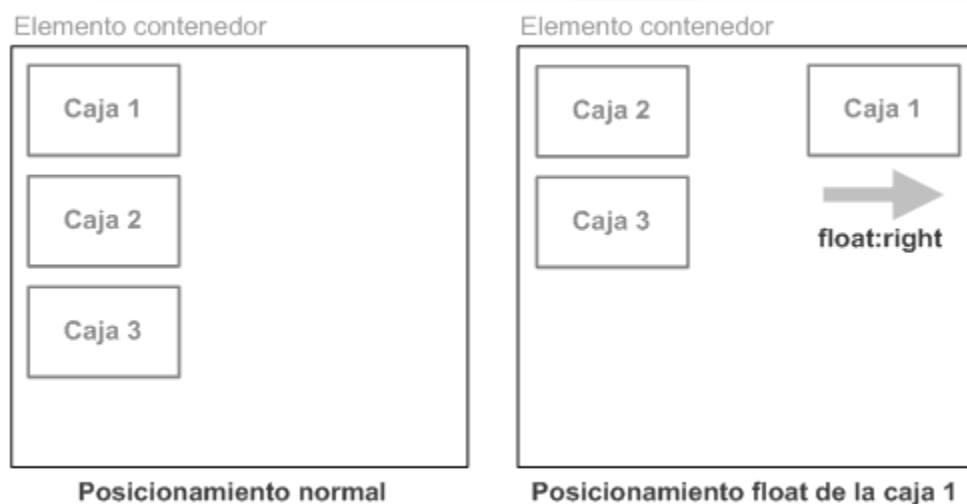 Elemento contenedor
Caja 1
Caja 2
Caja 3
Posicionamiento normal
Elemento contenedor
Caja 2
Caja 1
Caja 3
float:right
Posicionamiento float de la caja 1